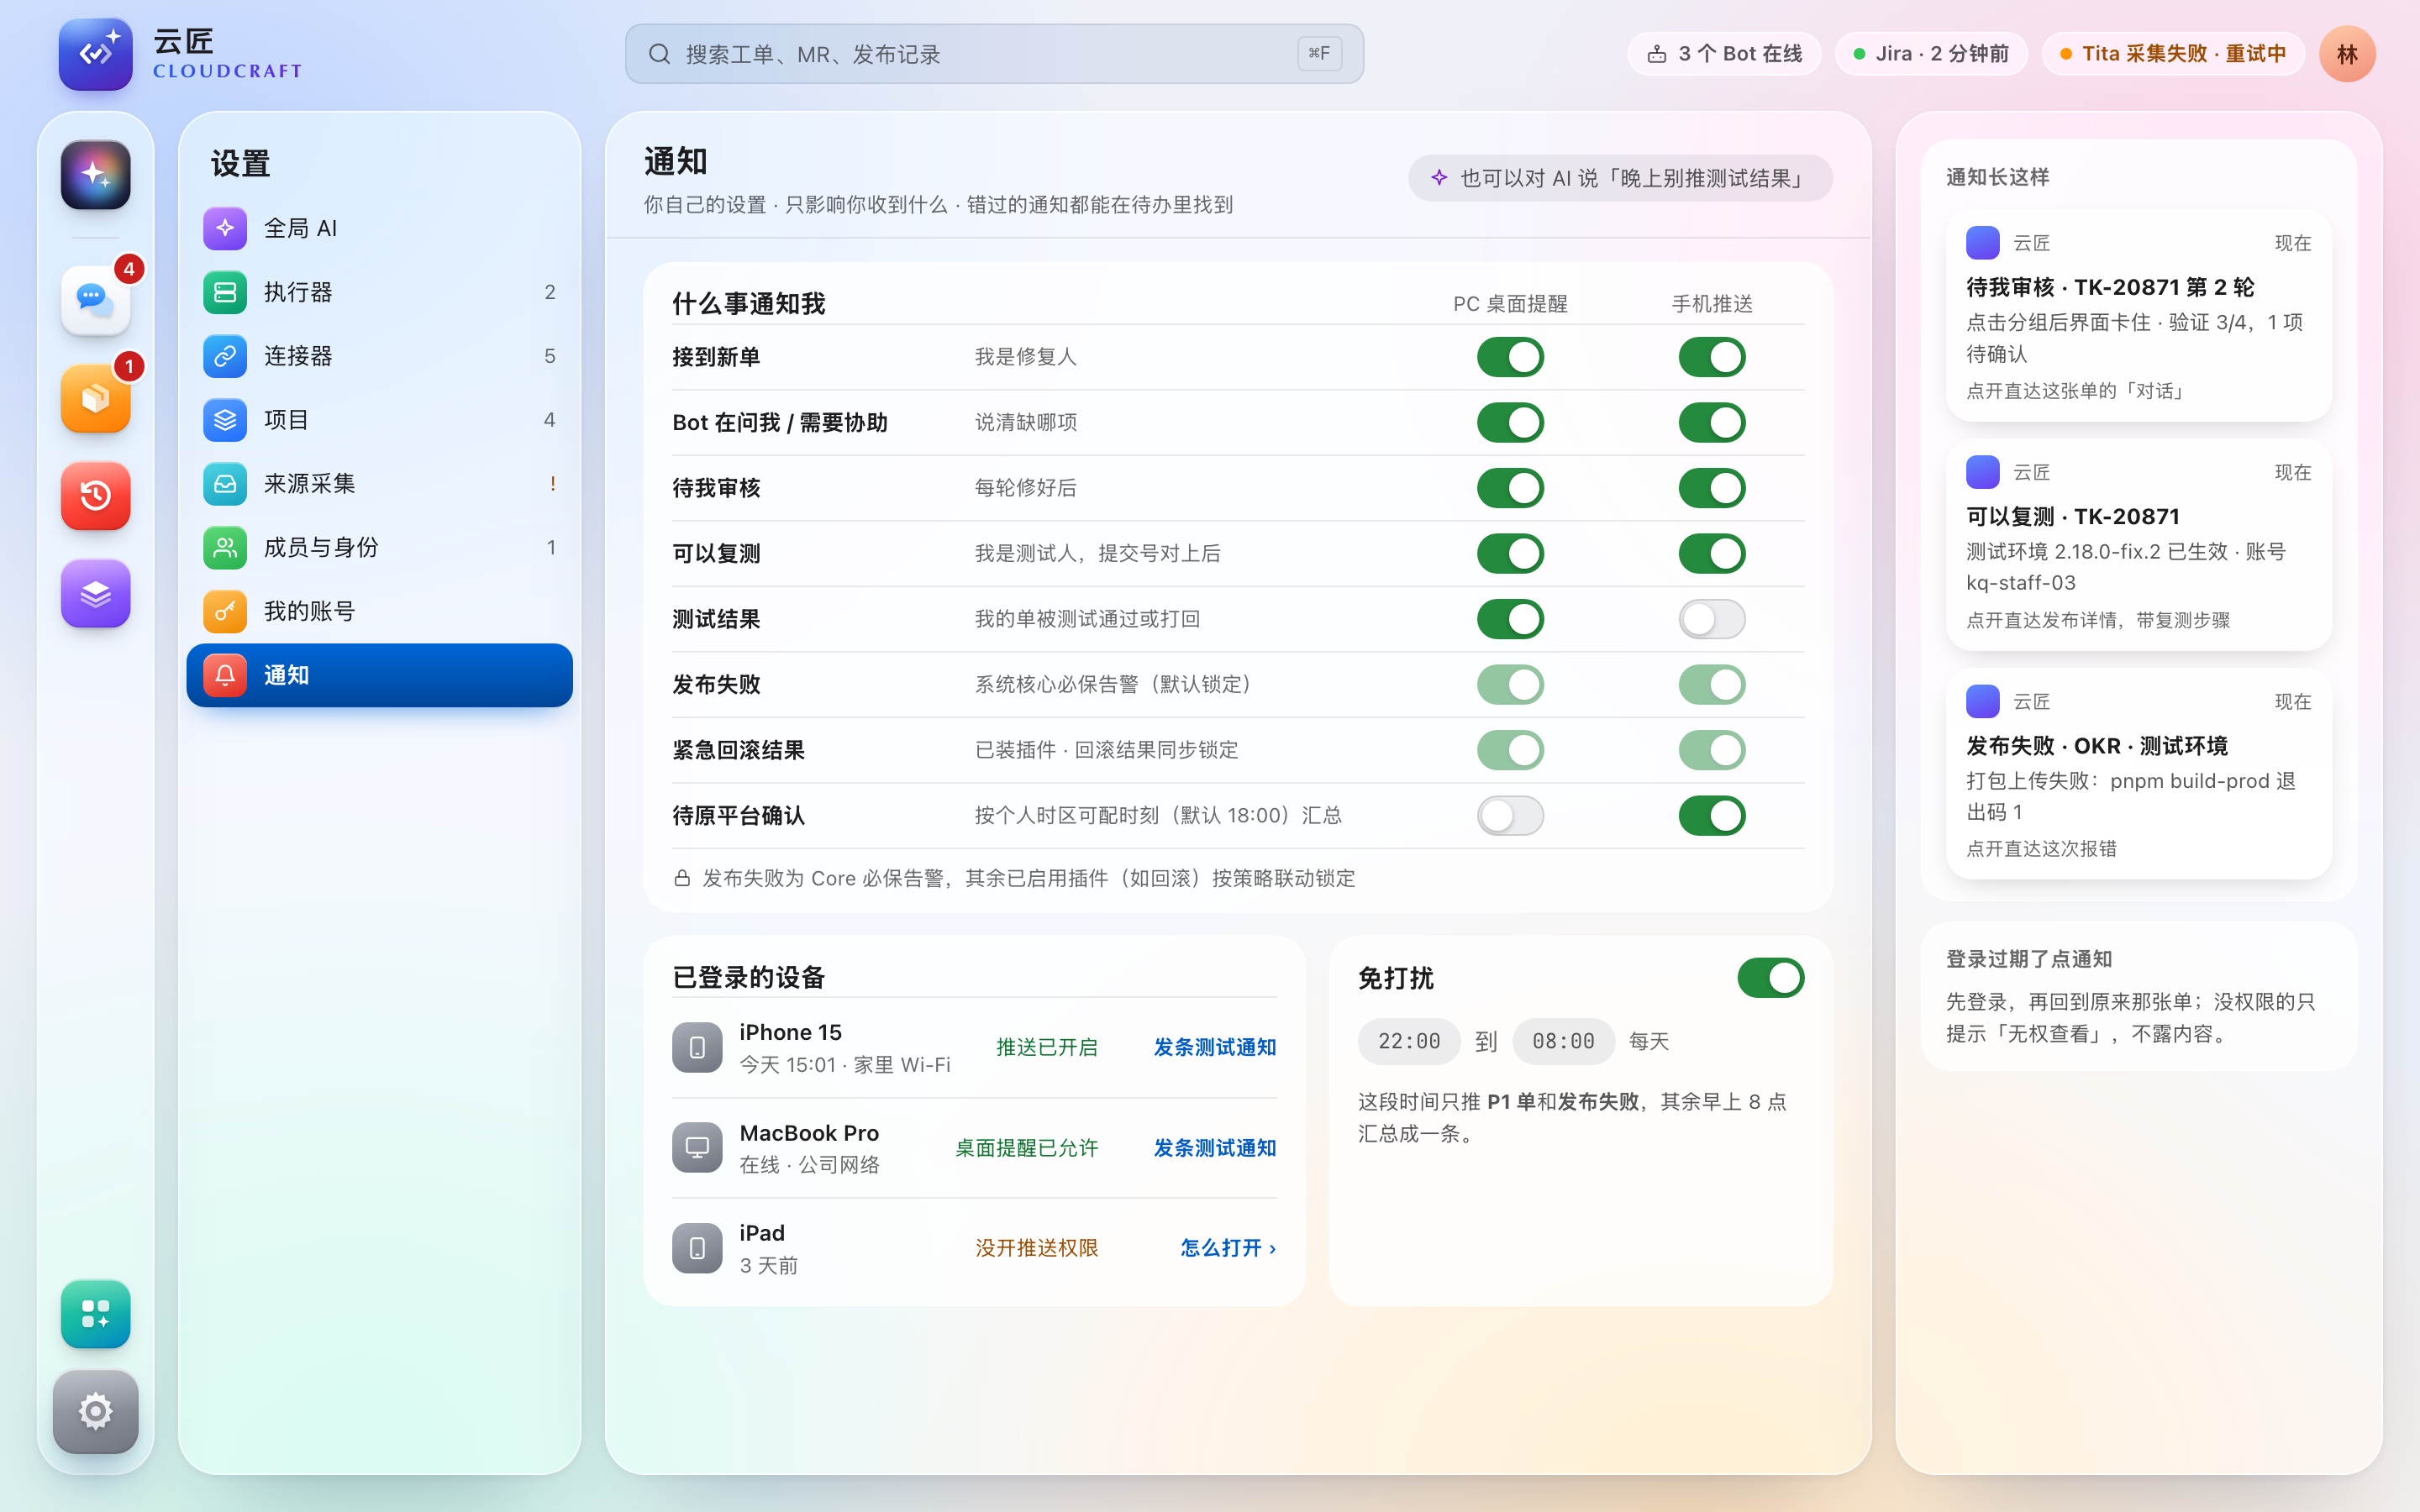 云匠
CLOUDCRAFT
搜索工单、MR、发布记录
⌘F
3 个 Bot 在线
Jira · 2 分钟前
Tita 采集失败 · 重试中
林
4
1
设置
全局 AI
执行器 2
连接器 5
项目 4
来源采集 !
成员与身份 1
我的账号
通知
通知
你自己的设置 · 只影响你收到什么 · 错过的通知都能在待办里找到
也可以对 AI 说「晚上别推测试结果」
什么事通知我 PC 桌面提醒 手机推送
接到新单 我是修复人
Bot 在问我 / 需要协助 说清缺哪项
待我审核 每轮修好后
可以复测 我是测试人，提交号对上后
测试结果 我的单被测试通过或打回
发布失败 系统核心必保告警（默认锁定）
紧急回滚结果 已装插件 · 回滚结果同步锁定
待原平台确认 按个人时区可配时刻（默认 18:00）汇总
发布失败为 Core 必保告警，其余已启用插件（如回滚）按策略联动锁定
已登录的设备
iPhone 15
今天 15:01 · 家里 Wi-Fi
推送已开启 发条测试通知
MacBook Pro
在线 · 公司网络
桌面提醒已允许 发条测试通知
iPad
3 天前
没开推送权限 怎么打开 ›
免打扰
22:00 到 08:00 每天
这段时间只推 P1 单和发布失败，其余早上 8 点
汇总成一条。
通知长这样
云匠 现在
待我审核 · TK-20871 第 2 轮
点击分组后界面卡住 · 验证 3/4，1 项
待确认
点开直达这张单的「对话」
云匠 现在
可以复测 · TK-20871
测试环境 2.18.0-fix.2 已生效 · 账号
kq-staff-03
点开直达发布详情，带复测步骤
云匠 现在
发布失败 · OKR · 测试环境
打包上传失败：pnpm build-prod 退
出码 1
点开直达这次报错
登录过期了点通知
先登录，再回到原来那张单；没权限的只
提示「无权查看」，不露内容。